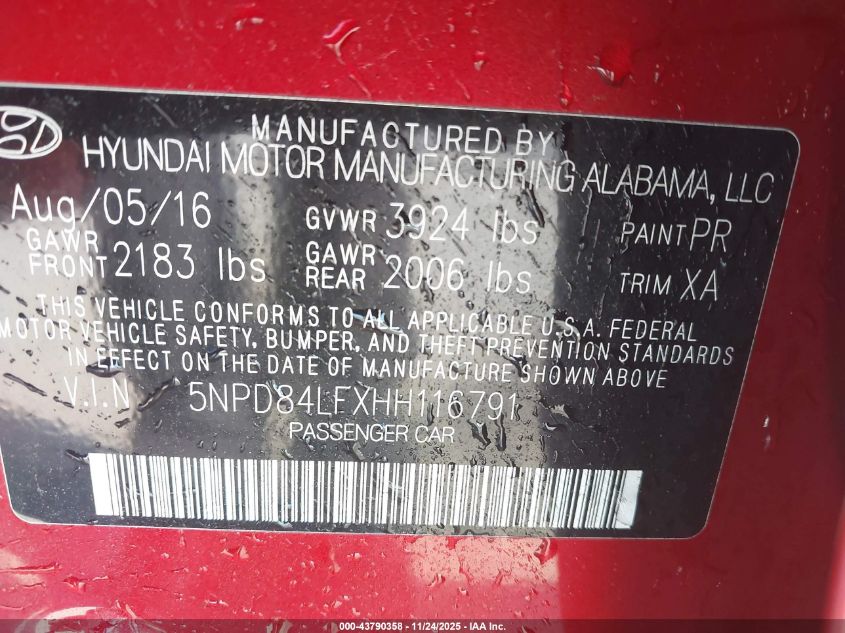 MANUFACTURED BY
HYUNDAI MOTOR MANUFACTURING ALABAMA, LLC
Aug/05/16 GVWR 3924 lbs PAINT PR
GAWR FRONT 2183 lbs GAWR REAR 2006 lbs TRIM XA
THIS VEHICLE CONFORMS TO ALL APPLICABLE U.S.A. FEDERAL
MOTOR VEHICLE SAFETY, BUMPER, AND THEFT PREVENTION STANDARDS
IN EFFECT ON THE DATE OF MANUFACTURE SHOWN ABOVE
V.I.N 5NPD84LFXHH116791
PASSENGER CAR
000-43790358 - 11/24/2025 - IAA Inc.